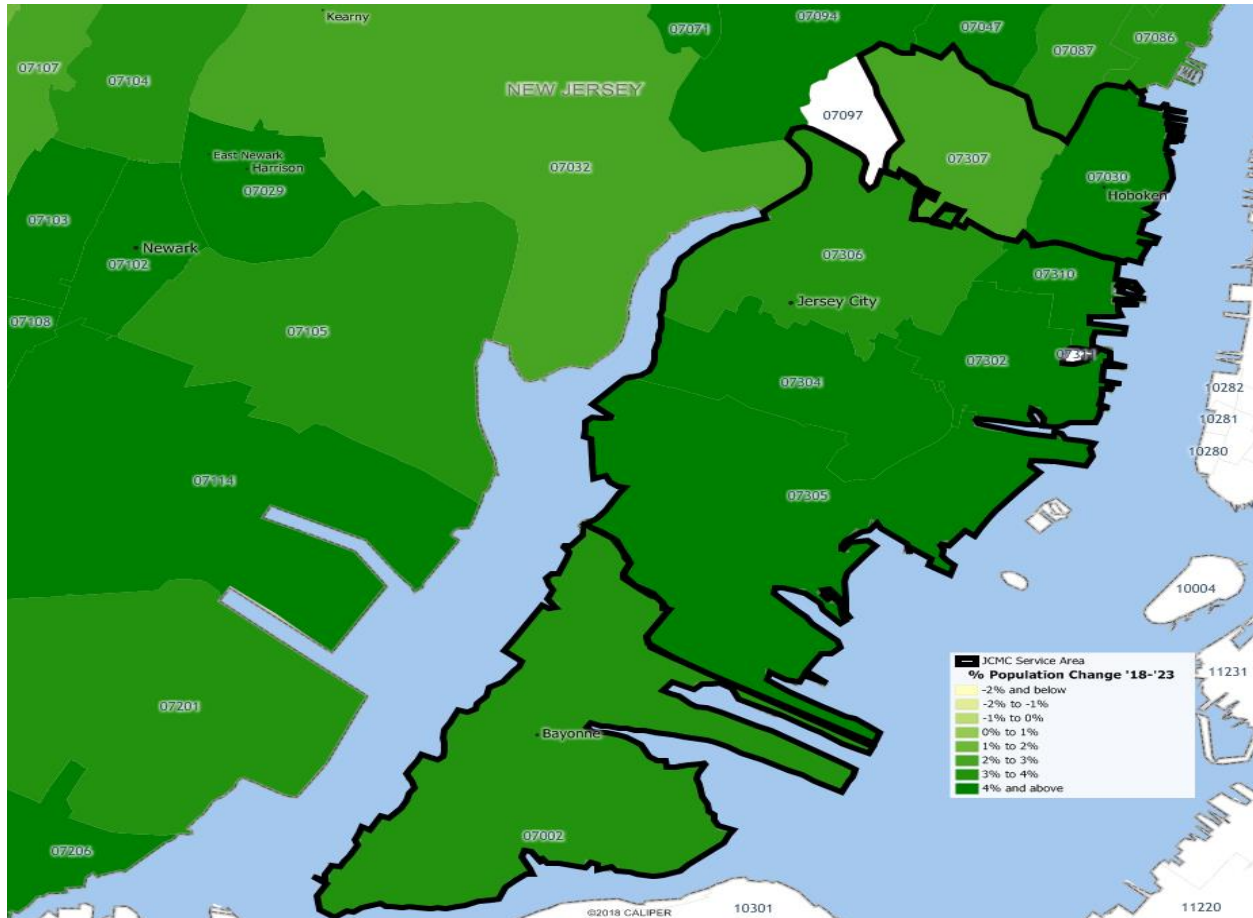 Kearny
07094
07071
07047
07087
07086
07107
07104
NEW JERSEY
07097
East Newark
Harrison
07029
07032
07307
07030
Hoboken
07103
Newark
07102
07306
07310
Jersey City
07108
07105
07302
07311
07304
10282
10281
10280
07114
07305
10004
JCMC Service Area
% Population Change '18-'23
-2% and below
-2% to -1%
-1% to 0%
0% to 1%
1% to 2%
2% to 3%
3% to 4%
4% and above
11231
07201
Bayonne
07002
07206
©2018 CALIPER
10301
11220